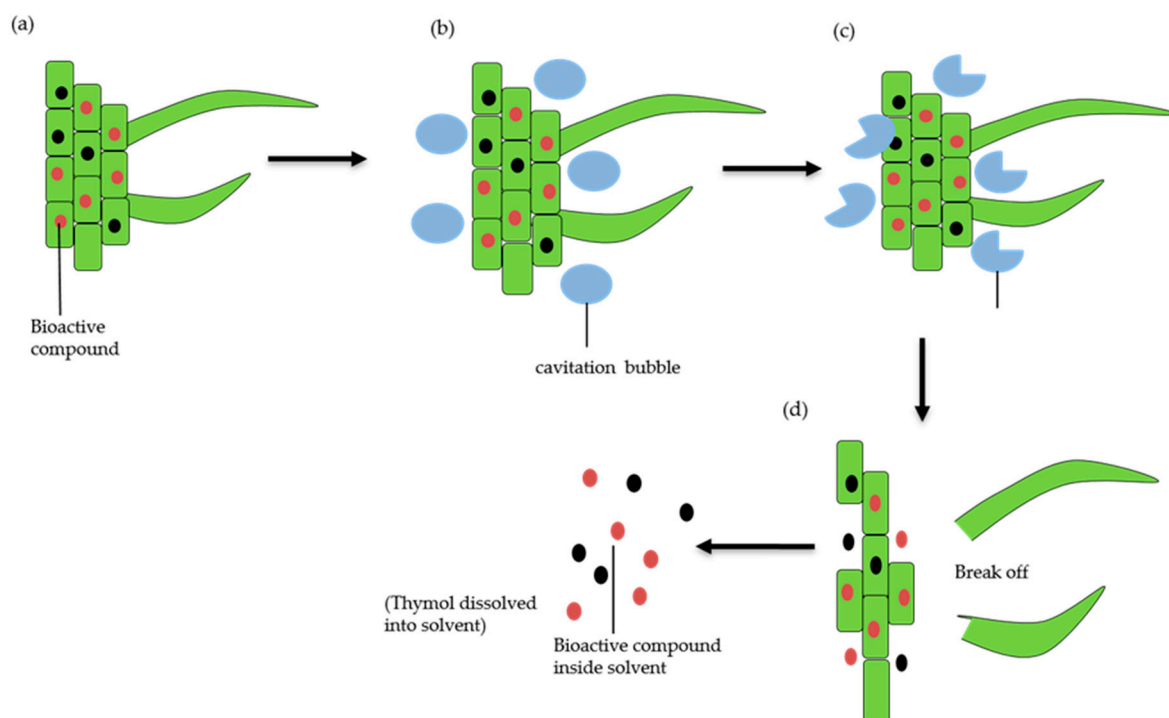 (a)
(b)
(c)
Bioactive
compound
cavitation bubble
(d)
Break off
(Thymol dissolved
into solvent)
Bioactive compound
inside solvent